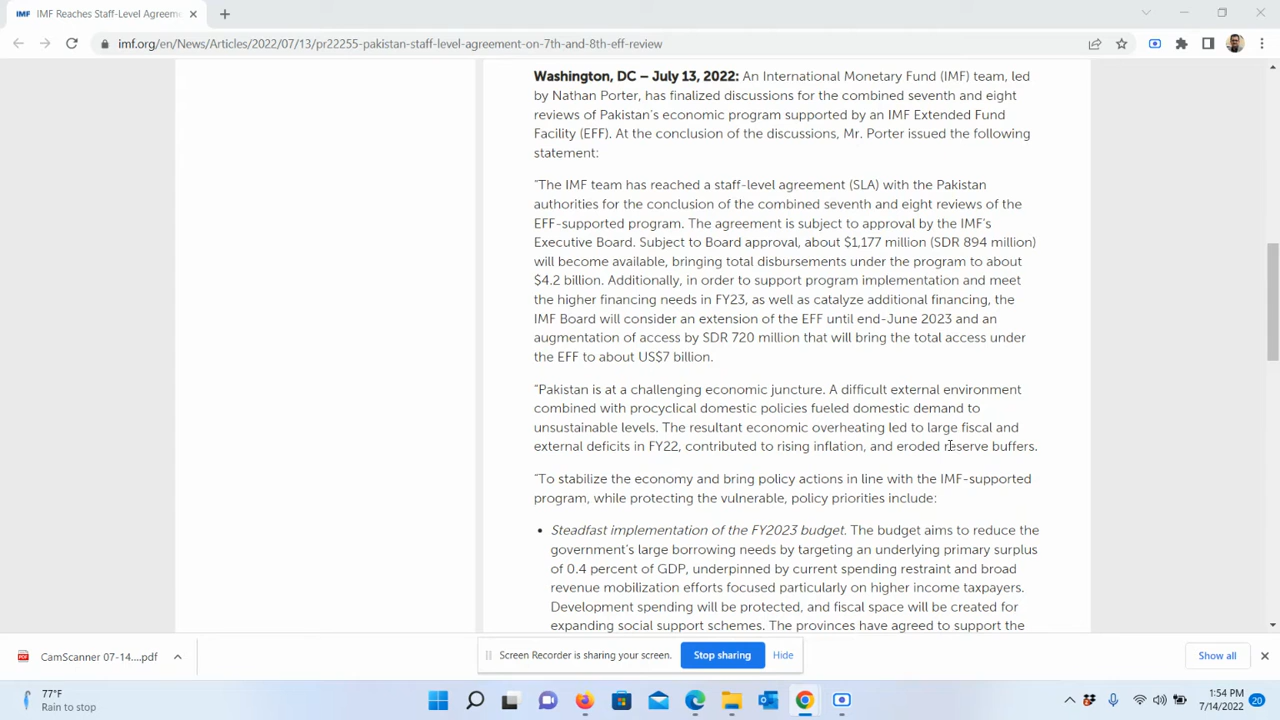 IMF IMF Reaches Staff-Level Agreem
imf.org/en/News/Articles/2022/07/13/pr22255-pakistan-staff-level-agreement-on-7th-and-8th-eff-review
Washington, DC – July 13, 2022: An International Monetary Fund (IMF) team, led
by Nathan Porter, has finalized discussions for the combined seventh and eight
reviews of Pakistan's economic program supported by an IMF Extended Fund
Facility (EFF). At the conclusion of the discussions, Mr. Porter issued the following
statement:
"The IMF team has reached a staff-level agreement (SLA) with the Pakistan
authorities for the conclusion of the combined seventh and eight reviews of the
EFF-supported program. The agreement is subject to approval by the IMF's
Executive Board. Subject to Board approval, about $1,177 million (SDR 894 million)
will become available, bringing total disbursements under the program to about
$4.2 billion. Additionally, in order to support program implementation and meet
the higher financing needs in FY23, as well as catalyze additional financing, the
IMF Board will consider an extension of the EFF until end-June 2023 and an
augmentation of access by SDR 720 million that will bring the total access under
the EFF to about US$7 billion.
"Pakistan is at a challenging economic juncture. A difficult external environment
combined with procyclical domestic policies fueled domestic demand to
unsustainable levels. The resultant economic overheating led to large fiscal and
external deficits in FY22, contributed to rising inflation, and eroded reserve buffers.
"To stabilize the economy and bring policy actions in line with the IMF-supported
program, while protecting the vulnerable, policy priorities include:
• Steadfast implementation of the FY2023 budget. The budget aims to reduce the
government's large borrowing needs by targeting an underlying primary surplus
of 0.4 percent of GDP, underpinned by current spending restraint and broad
revenue mobilization efforts focused particularly on higher income taxpayers.
Development spending will be protected, and fiscal space will be created for
expanding social support schemes. The provinces have agreed to support the
CamScanner 07-14....pdf
Screen Recorder is sharing your screen. Stop sharing Hide
Show all
77°F
Rain to stop
1:54 PM
7/14/2022
20